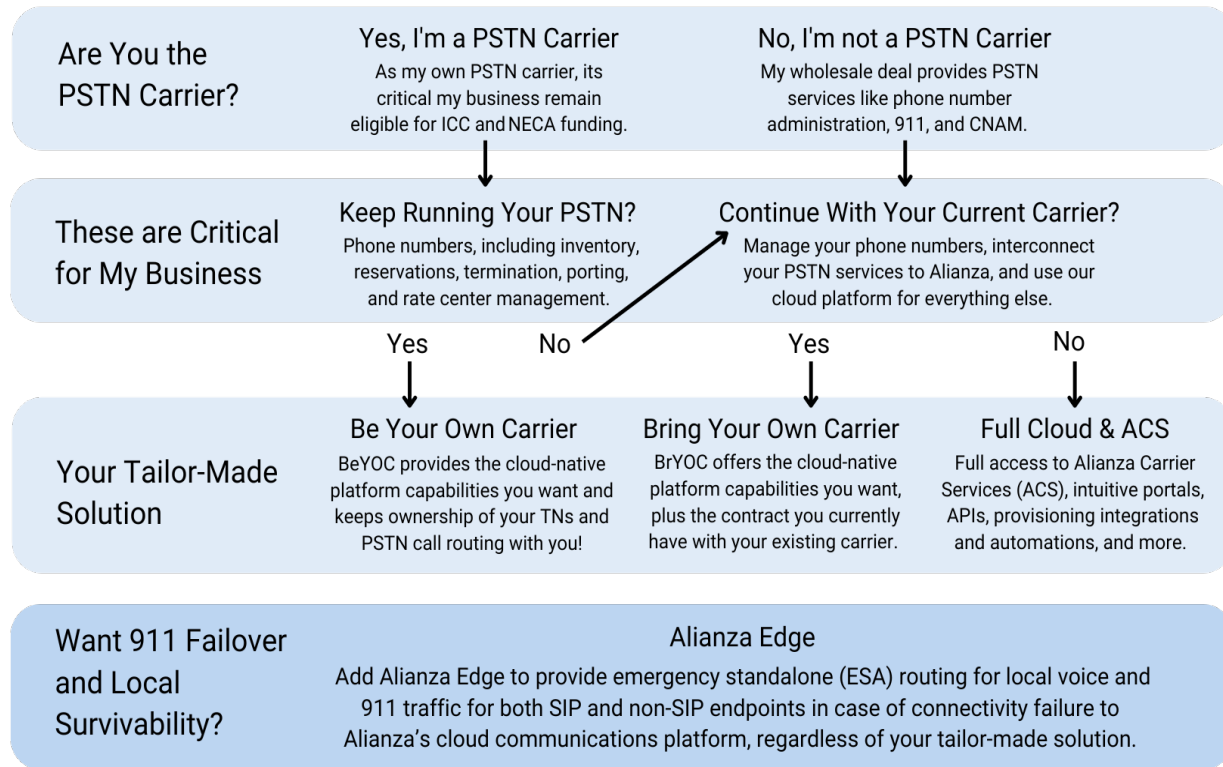 Are You the
PSTN Carrier?
Yes, I'm a PSTN Carrier
As my own PSTN carrier, its
critical my business remain
eligible for ICC and NECA funding.
No, I'm not a PSTN Carrier
My wholesale deal provides PSTN
services like phone number
administration, 911, and CNAM.
These are Critical
for My Business
Keep Running Your PSTN?
Phone numbers, including inventory,
reservations, termination, porting,
and rate center management.
Continue With Your Current Carrier?
Manage your phone numbers, interconnect
your PSTN services to Alianza, and use our
cloud platform for everything else.
Yes
No
Yes
No
Your Tailor-Made
Solution
Be Your Own Carrier
BeYOC provides the cloud-native
platform capabilities you want and
keeps ownership of your TNs and
PSTN call routing with you!
Bring Your Own Carrier
BrYOC offers the cloud-native
platform capabilities you want,
plus the contract you currently
have with your existing carrier.
Full Cloud & ACS
Full access to Alianza Carrier
Services (ACS), intuitive portals,
APIs, provisioning integrations
and automations, and more.
Want 911 Failover
and Local
Survivability?
Alianza Edge
Add Alianza Edge to provide emergency standalone (ESA) routing for local voice and
911 traffic for both SIP and non-SIP endpoints in case of connectivity failure to
Alianza’s cloud communications platform, regardless of your tailor-made solution.